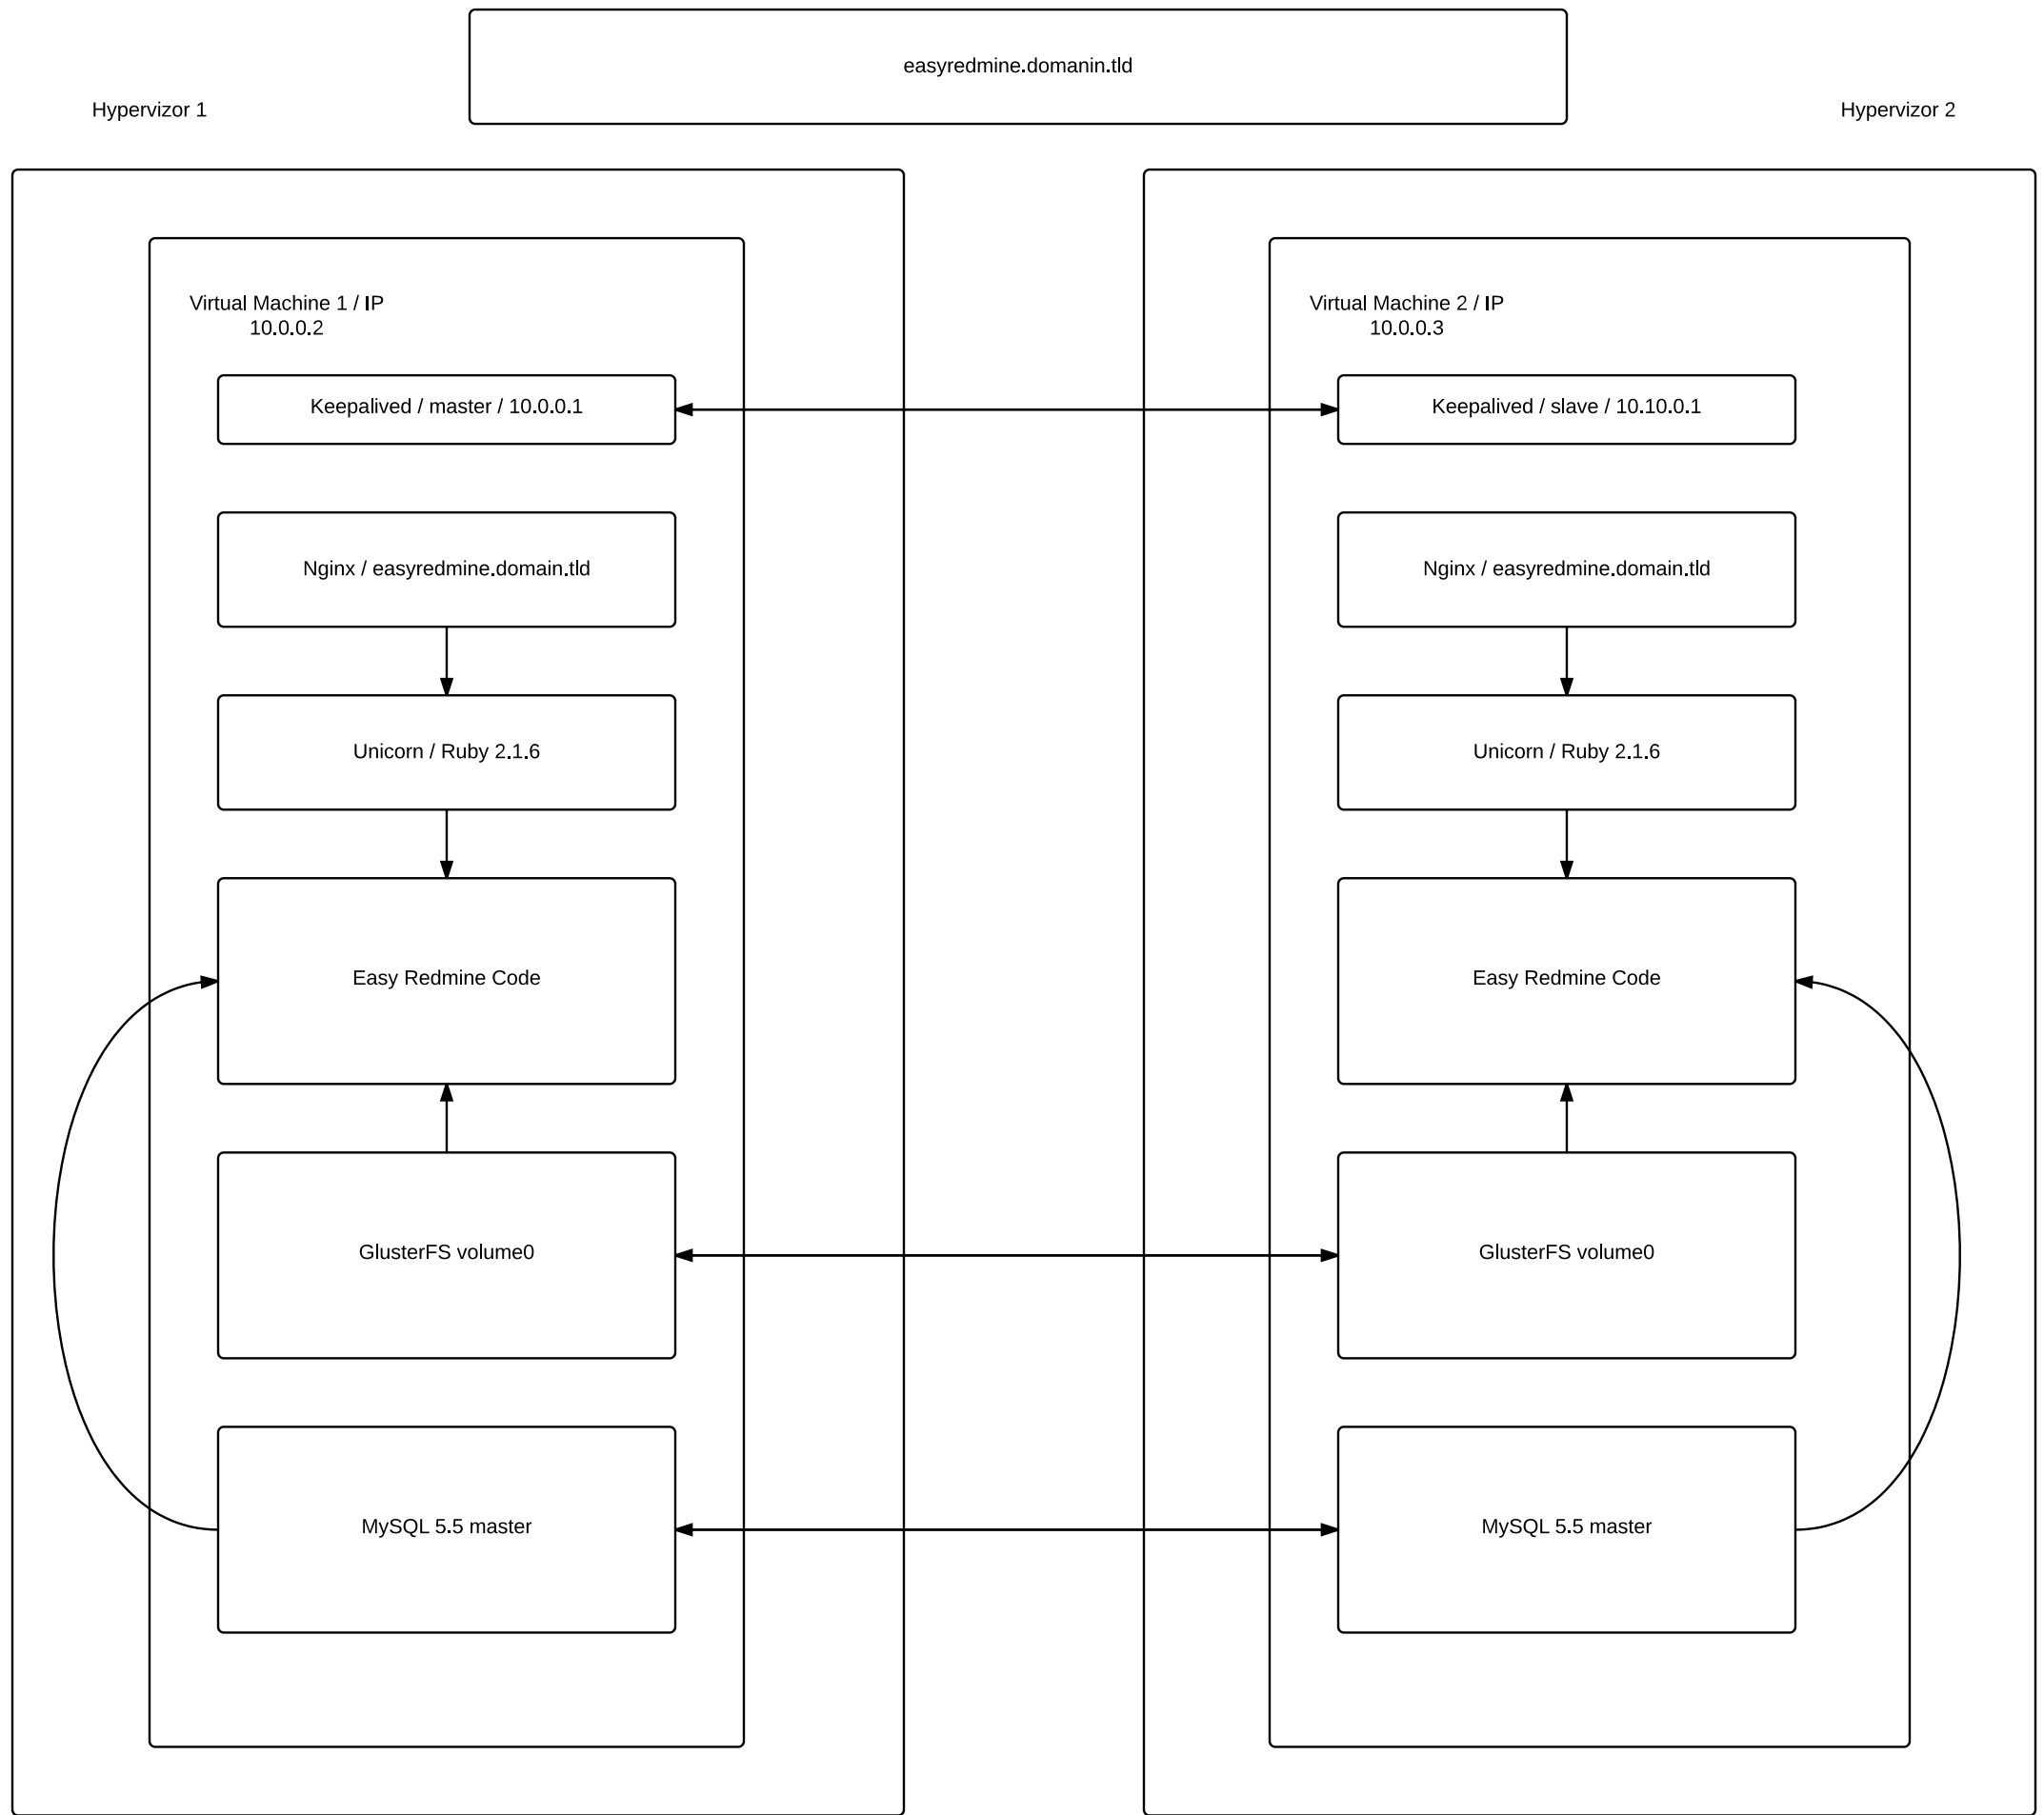 easyredmine.domanin.tld
Hypervizor 1
Hypervizor 2
Virtual Machine 1 / IP
10.0.0.2
Keepalived / master / 10.0.0.1
Nginx / easyredmine.domain.tld
Unicorn / Ruby 2.1.6
Easy Redmine Code
GlusterFS volume0
MySQL 5.5 master
Virtual Machine 2 / IP
10.0.0.3
Keepalived / slave / 10.10.0.1
Nginx / easyredmine.domain.tld
Unicorn / Ruby 2.1.6
Easy Redmine Code
GlusterFS volume0
MySQL 5.5 master